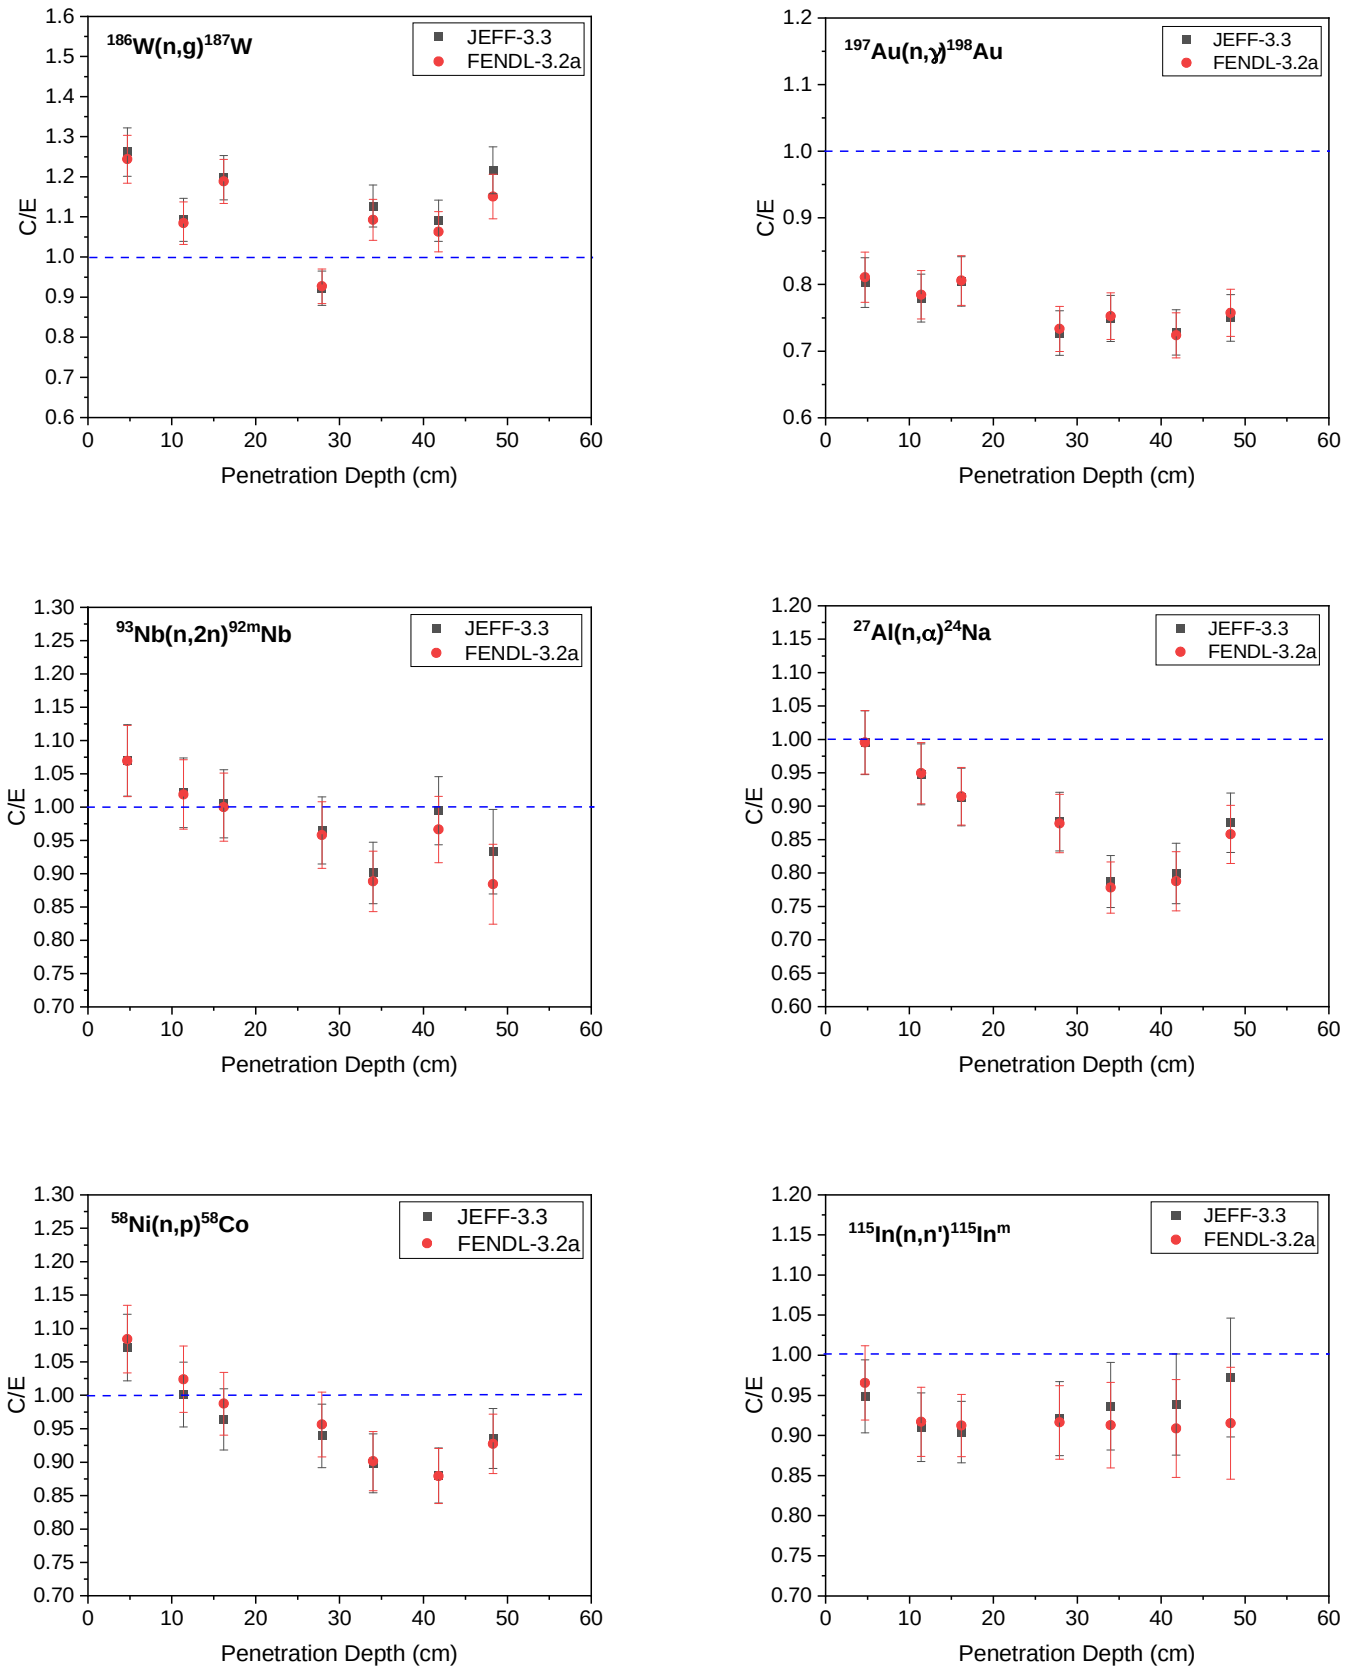 ¹⁸⁶W(n,g)¹⁸⁷W
JEFF-3.3
FENDL-3.2a
1.6
1.5
1.4
1.3
1.2
1.1
1.0
0.9
0.8
0.7
0.6
C/E
0 10 20 30 40 50 60
Penetration Depth (cm)
¹⁹⁷Au(n,γ)¹⁹⁸Au
JEFF-3.3
FENDL-3.2a
1.2
1.1
1.0
0.9
0.8
0.7
0.6
C/E
0 10 20 30 40 50 60
Penetration Depth (cm)
⁹³Nb(n,2n)⁹²ᵐNb
JEFF-3.3
FENDL-3.2a
1.30
1.25
1.20
1.15
1.10
1.05
1.00
0.95
0.90
0.85
0.80
0.75
0.70
C/E
0 10 20 30 40 50 60
Penetration Depth (cm)
²⁷Al(n,α)²⁴Na
JEFF-3.3
FENDL-3.2a
1.20
1.15
1.10
1.05
1.00
0.95
0.90
0.85
0.80
0.75
0.70
0.65
0.60
C/E
0 10 20 30 40 50 60
Penetration Depth (cm)
⁵⁸Ni(n,p)⁵⁸Co
JEFF-3.3
FENDL-3.2a
1.30
1.25
1.20
1.15
1.10
1.05
1.00
0.95
0.90
0.85
0.80
0.75
0.70
C/E
0 10 20 30 40 50 60
Penetration Depth (cm)
¹¹⁵In(n,n')¹¹⁵Inᵐ
JEFF-3.3
FENDL-3.2a
1.20
1.15
1.10
1.05
1.00
0.95
0.90
0.85
0.80
0.75
0.70
C/E
0 10 20 30 40 50 60
Penetration Depth (cm)